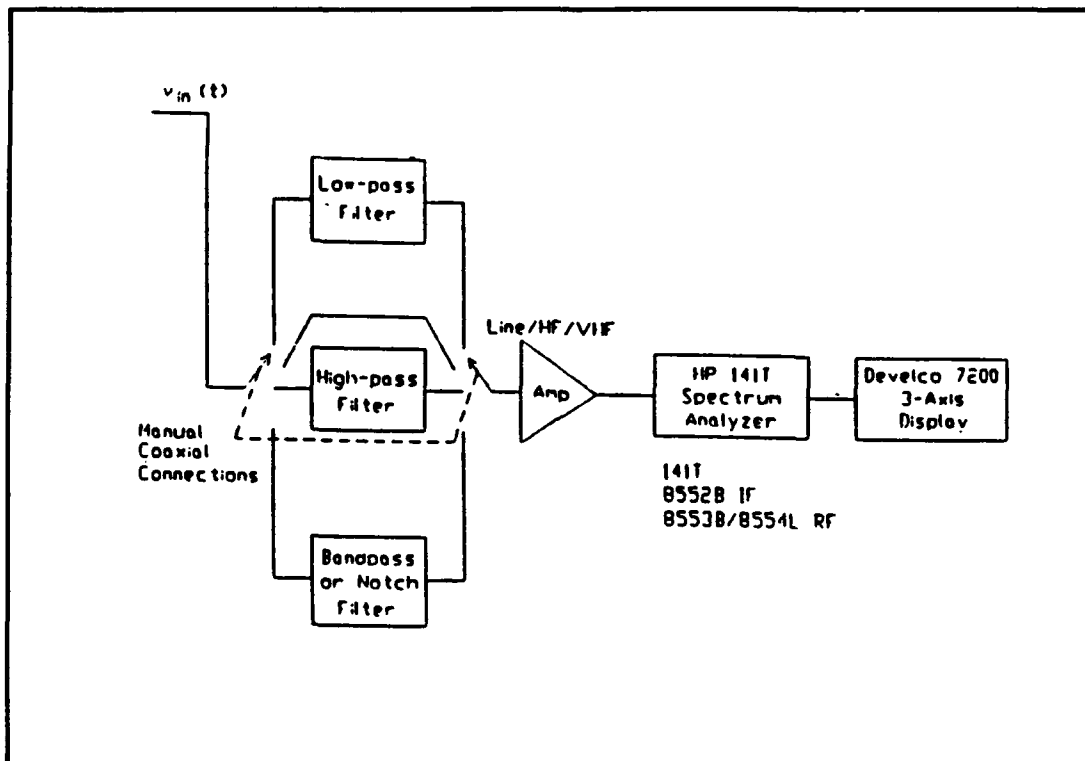 v_in (t)
Low-pass
Filter
Line/HF/VHF
High-pass
Filter
Amp
HP 141T
Spectrum
Analyzer
Develco 7200
3-Axis
Display
Manual
Coaxial
Connections
141T
8552B IF
8553B/8554L RF
Bandpass
or Notch
Filter